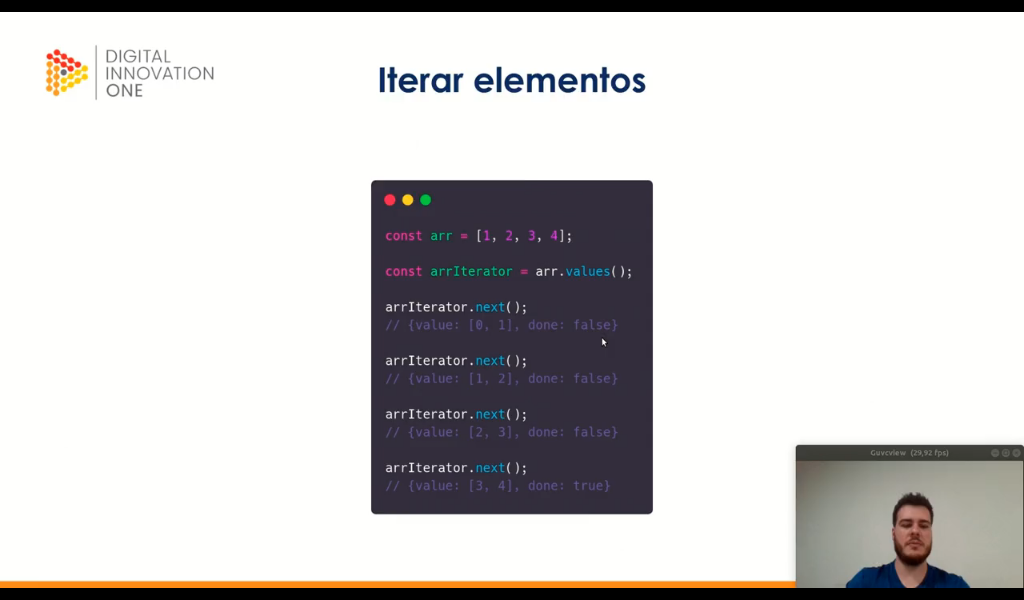 DIGITAL
INNOVATION
ONE
Iterar elementos
const arr = [1, 2, 3, 4];
const arrIterator = arr.values();
arrIterator.next();
// {value: [0, 1], done: false}
arrIterator.next();
// {value: [1, 2], done: false}
arrIterator.next();
// {value: [2, 3], done: false}
arrIterator.next();
// {value: [3, 4], done: true}
Guvcview (29,92 fps)